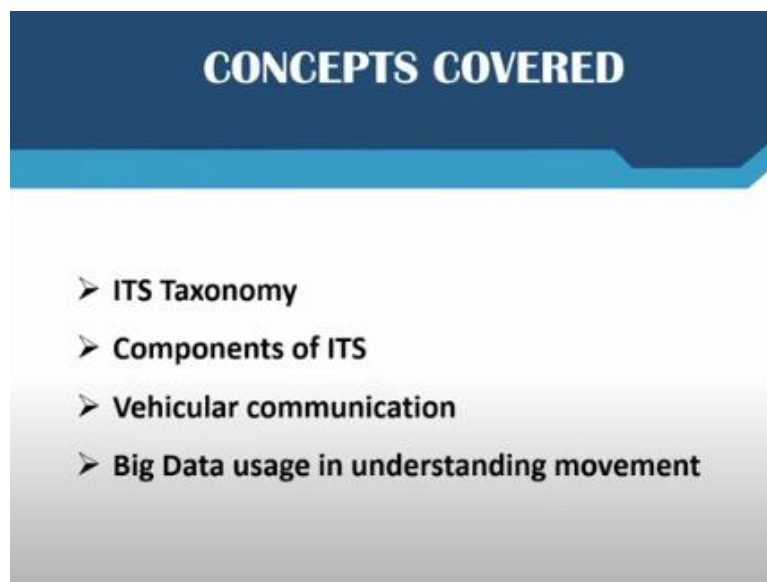 CONCEPTS COVERED
➢ ITS Taxonomy
➢ Components of ITS
➢ Vehicular communication
➢ Big Data usage in understanding movement